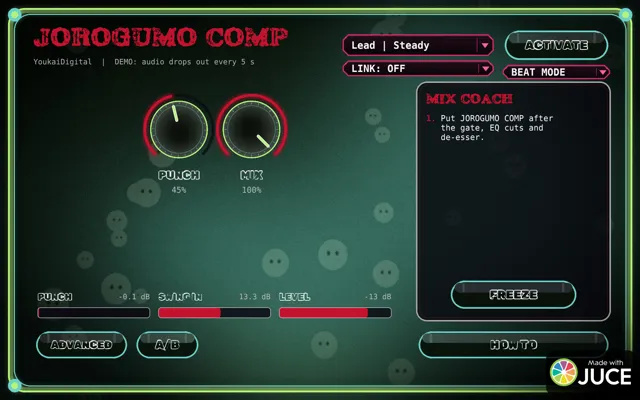 JOROGUMO COMP
YoukaiDigital | DEMO: audio drops out every 5 s
Lead | Steady
ACTIVATE
LINK: OFF
BEAT MODE
MIX COACH
1. Put JOROGUMO COMP after
the gate, EQ cuts and
de-esser.
PUNCH
MIX
45%
100%
PUNCH -0.1 dB
SWING IN 13.3 dB
LEVEL -13 dB
FREEZE
ADVANCED
A/B
HOW TO
Made with
JUCE